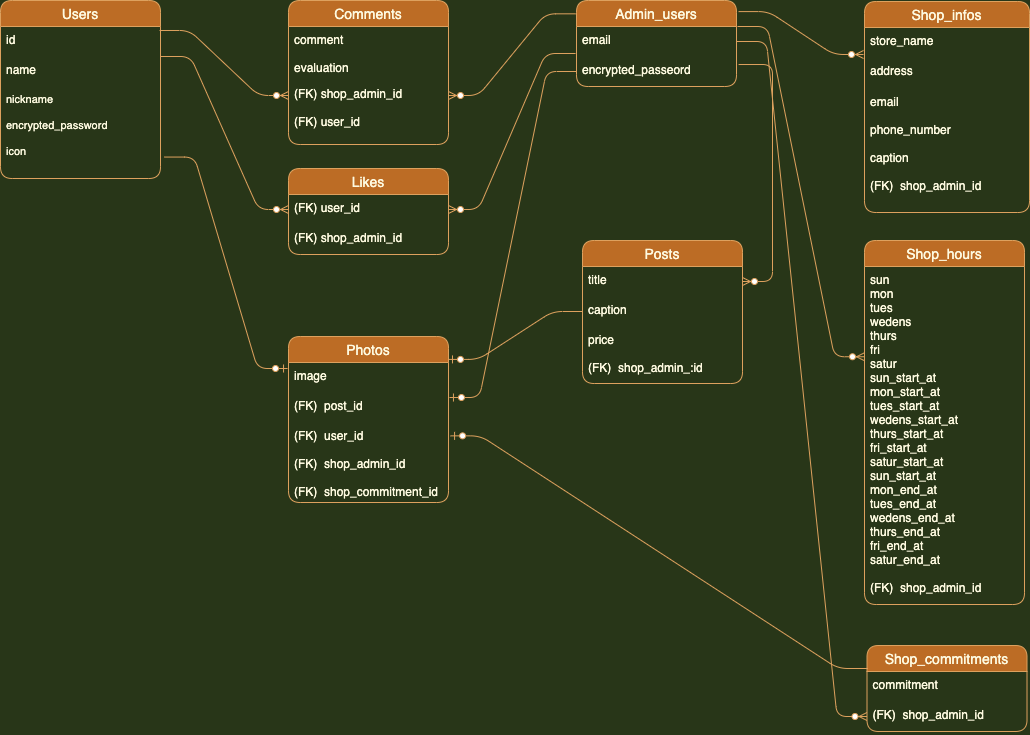 Users
id
name
nickname
encrypted_password
icon
Comments
comment
evaluation
(FK) shop_admin_id
(FK) user_id
Likes
(FK) user_id
(FK) shop_admin_id
Photos
image
(FK) post_id
(FK) user_id
(FK) shop_admin_id
(FK) shop_commitment_id
Admin_users
email
encrypted_passeord
Posts
title
caption
price
(FK) shop_admin_:id
Shop_infos
store_name
address
email
phone_number
caption
(FK) shop_admin_id
Shop_hours
sun
mon
tues
wedens
thurs
fri
satur
sun_start_at
mon_start_at
tues_start_at
wedens_start_at
thurs_start_at
fri_start_at
satur_start_at
sun_start_at
mon_end_at
tues_end_at
wedens_end_at
thurs_end_at
fri_end_at
satur_end_at
(FK) shop_admin_id
Shop_commitments
commitment
(FK) shop_admin_id